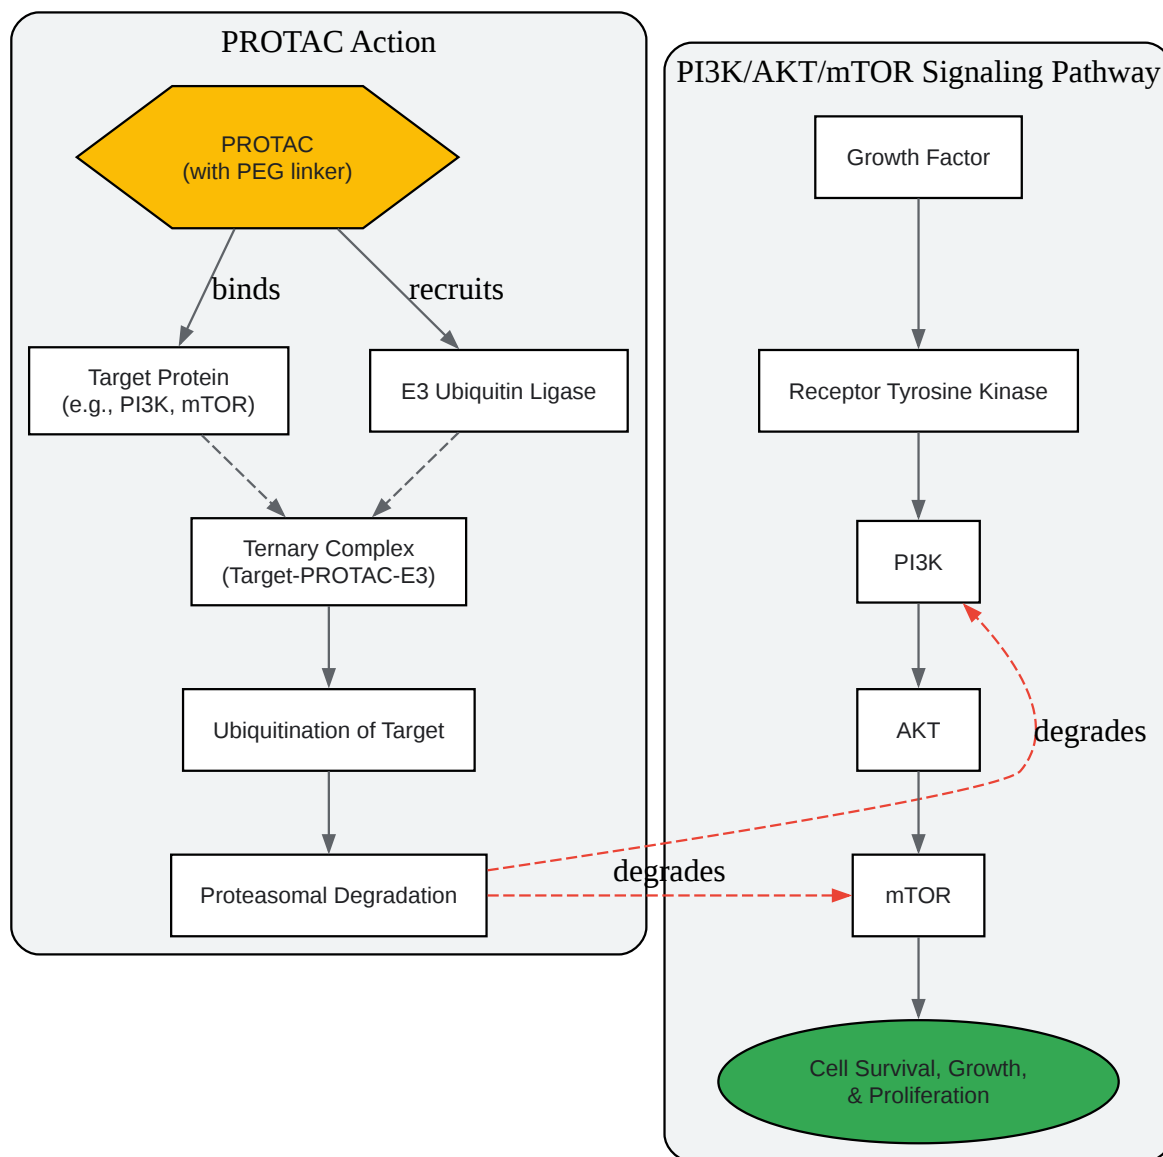 PROTAC Action
PROTAC
(with PEG linker)
binds
recruits
Target Protein
(e.g., PI3K, mTOR)
E3 Ubiquitin Ligase
Ternary Complex
(Target-PROTAC-E3)
Ubiquitination of Target
Proteasomal Degradation
degrades
PI3K/AKT/mTOR Signaling Pathway
Growth Factor
Receptor Tyrosine Kinase
PI3K
AKT
degrades
mTOR
Cell Survival, Growth,
& Proliferation